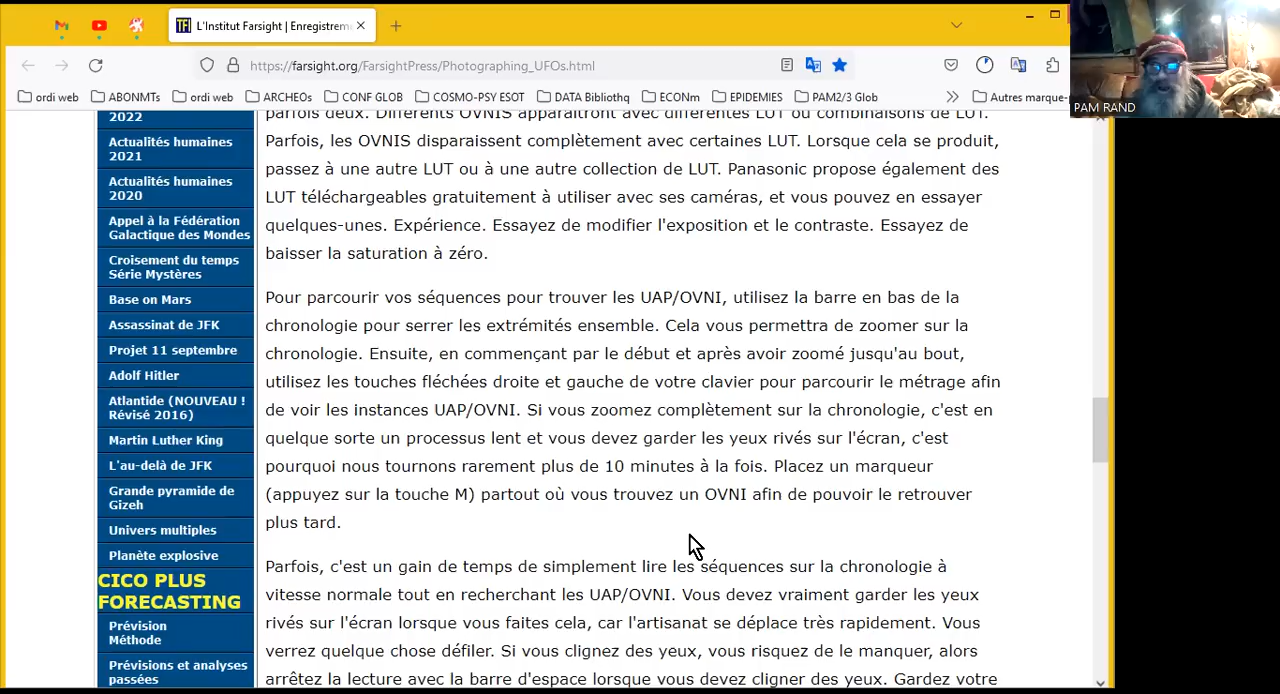 L'Institut Farsight | Enregistreme
https://farsight.org/FarsightPress/Photographing_UFOs.html
ordi web
ABONMTs
ordi web
ARCHEOs
CONF GLOB
COSMO-PSY ESOT
DATA Bibliothq
ECONm
EPIDEMIES
PAM2/3 Glob
Autres marque-
PAM RAND
2022
Actualités humaines
2021
Actualités humaines
2020
Appel à la Fédération
Galactique des Mondes
Croisement du temps
Série Mystères
Base on Mars
Assassinat de JFK
Projet 11 septembre
Adolf Hitler
Atlantide (NOUVEAU !
Révisé 2016)
Martin Luther King
L'au-delà de JFK
Grande pyramide de
Gizeh
Univers multiples
Planète explosive
CICO PLUS
FORECASTING
Prévision
Méthode
Prévisions et analyses
passées
parfois deux. Différents OVNIS apparaîtront avec différentes LUT ou combinaisons de LUT.
Parfois, les OVNIS disparaissent complètement avec certaines LUT. Lorsque cela se produit,
passez à une autre LUT ou à une autre collection de LUT. Panasonic propose également des
LUT téléchargeables gratuitement à utiliser avec ses caméras, et vous pouvez en essayer
quelques-unes. Expérience. Essayez de modifier l'exposition et le contraste. Essayez de
baisser la saturation à zéro.
Pour parcourir vos séquences pour trouver les UAP/OVNI, utilisez la barre en bas de la
chronologie pour serrer les extrémités ensemble. Cela vous permettra de zoomer sur la
chronologie. Ensuite, en commençant par le début et après avoir zoomé jusqu'au bout,
utilisez les touches fléchées droite et gauche de votre clavier pour parcourir le métrage afin
de voir les instances UAP/OVNI. Si vous zoomez complètement sur la chronologie, c'est en
quelque sorte un processus lent et vous devez garder les yeux rivés sur l'écran, c'est
pourquoi nous tournons rarement plus de 10 minutes à la fois. Placez un marqueur
(appuyez sur la touche M) partout où vous trouvez un OVNI afin de pouvoir le retrouver
plus tard.
Parfois, c'est un gain de temps de simplement lire les séquences sur la chronologie à
vitesse normale tout en recherchant les UAP/OVNI. Vous devez vraiment garder les yeux
rivés sur l'écran lorsque vous faites cela, car l'artisanat se déplace très rapidement. Vous
verrez quelque chose défiler. Si vous clignez des yeux, vous risquez de le manquer, alors
arrêtez la lecture avec la barre d'espace lorsque vous devez cligner des yeux. Gardez votre